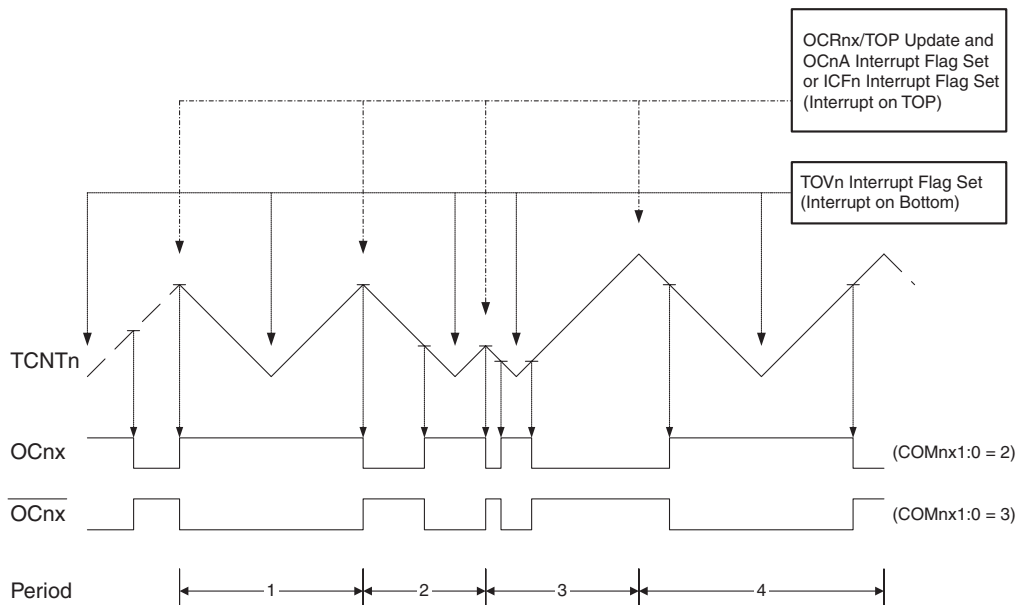 OCRnx/TOP Update and
OCnA Interrupt Flag Set
or ICFn Interrupt Flag Set
(Interrupt on TOP)
TOVn Interrupt Flag Set
(Interrupt on Bottom)
TCNTn
OCnx
(COMnx1:0 = 2)
OCnx
(COMnx1:0 = 3)
Period
1
2
3
4